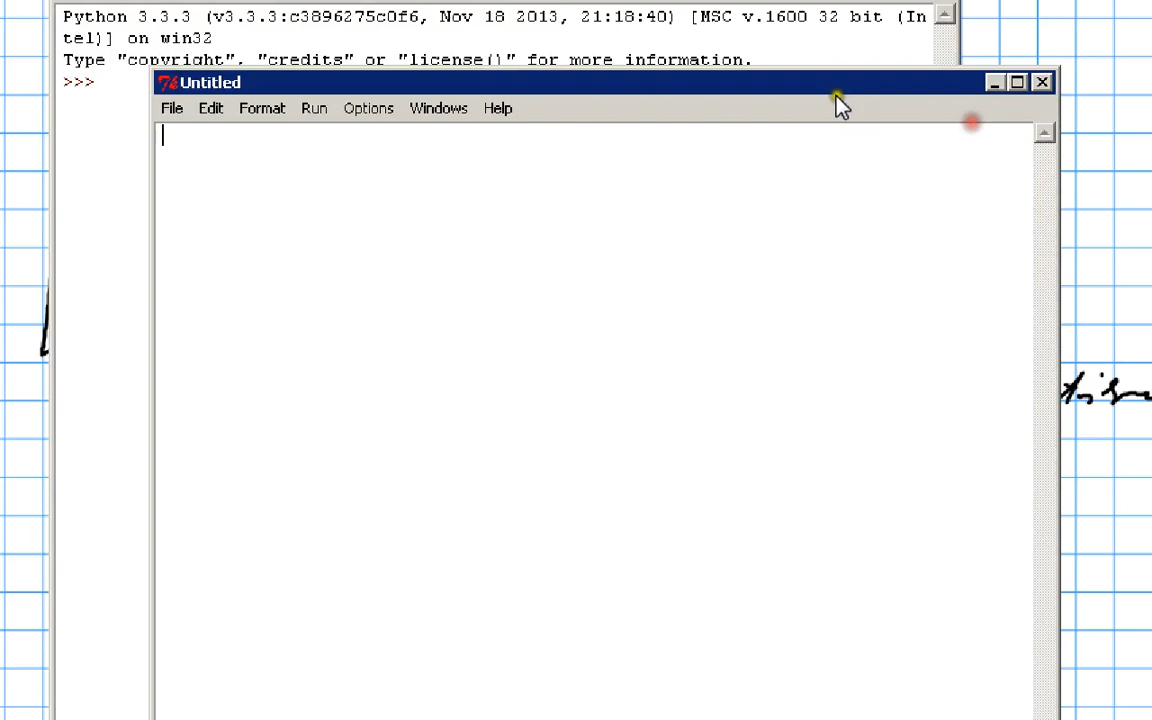 Python 3.3.3 (v3.3.3:c3896275c0f6, Nov 18 2013, 21:18:40) [MSC v.1600 32 bit (In
tel)] on win32
Type "copyright", "credits" or "license()" for more information.
>>>
Untitled
File Edit Format Run Options Windows Help